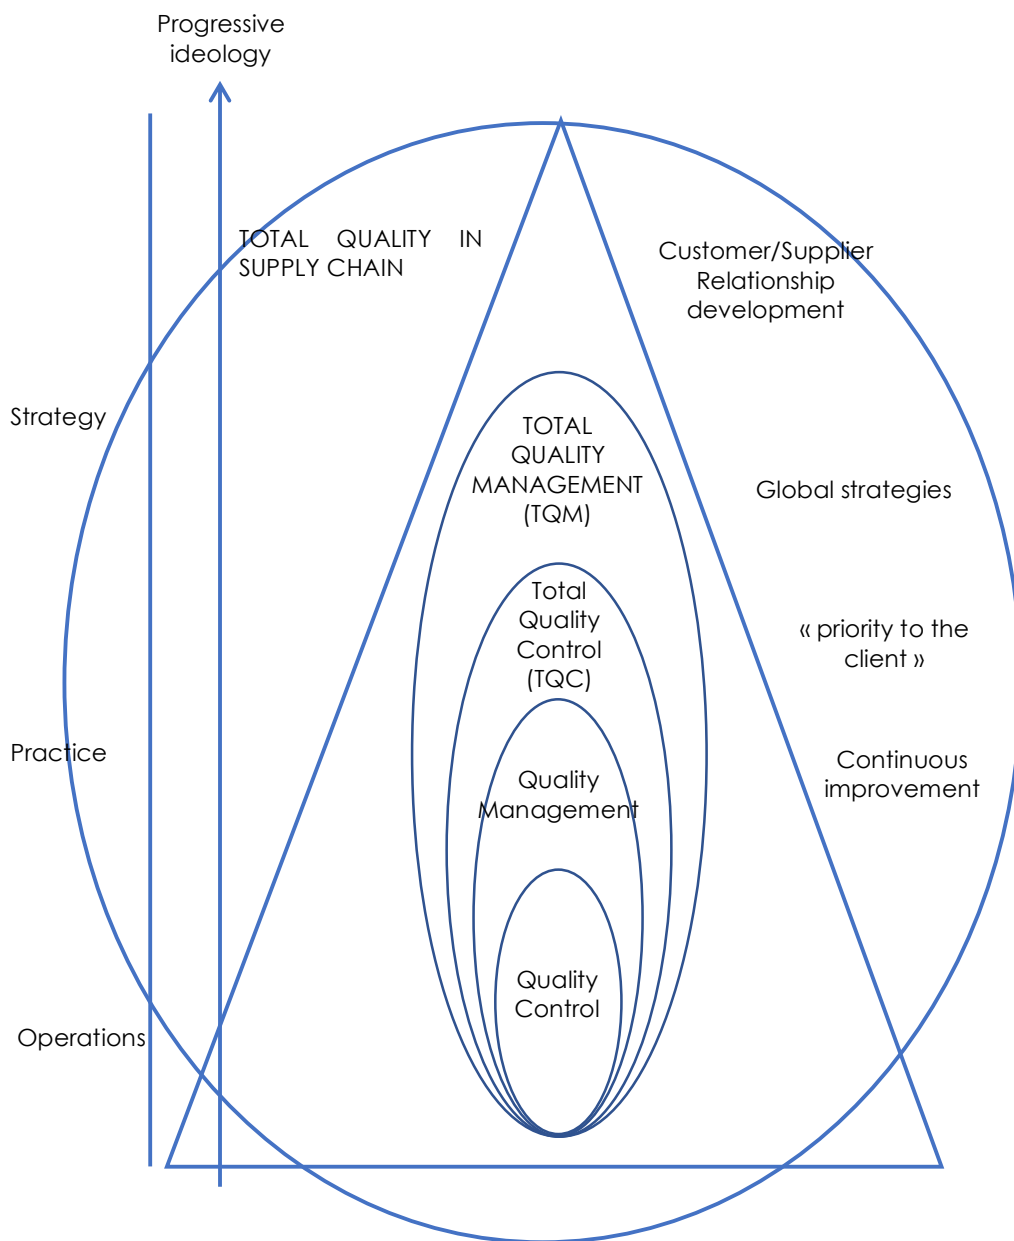 Progressive
ideology
TOTAL QUALITY IN
SUPPLY CHAIN
Customer/Supplier
Relationship
development
Strategy
TOTAL
QUALITY
MANAGEMENT
(TQM)
Global strategies
Total
Quality
Control
(TQC)
« priority to the
client »
Practice
Quality
Management
Continuous
improvement
Quality
Control
Operations